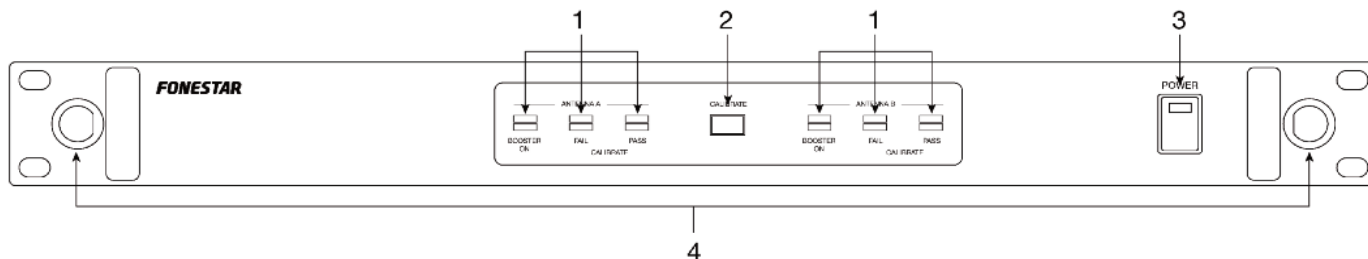 1 2 1 3
POWER
FONESTAR
ANTENNA A CALIBRATE ANTENNA B
BOOSTER ON FAIL PASS BOOSTER ON FAIL PASS
CALIBRATE CALIBRATE
4